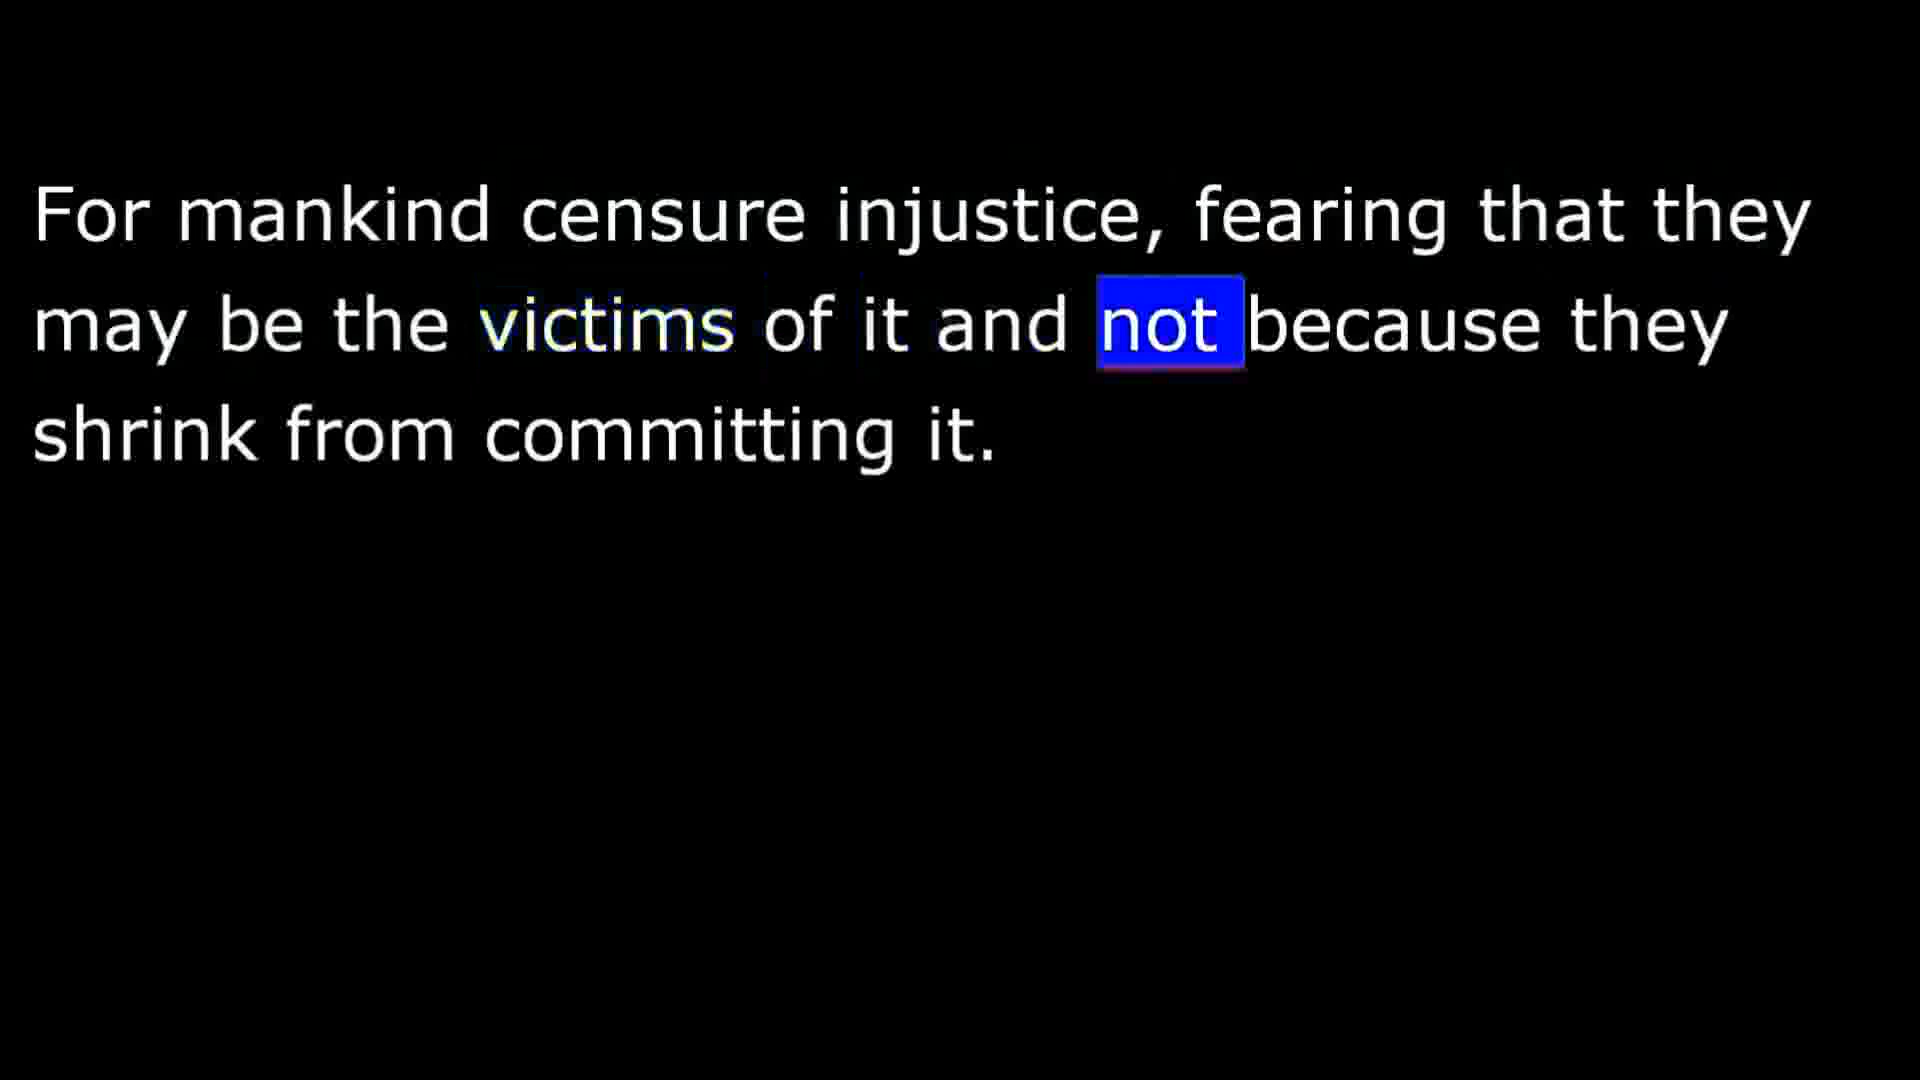 For mankind censure injustice, fearing that they
may be the victims of it and not because they
shrink from committing it.